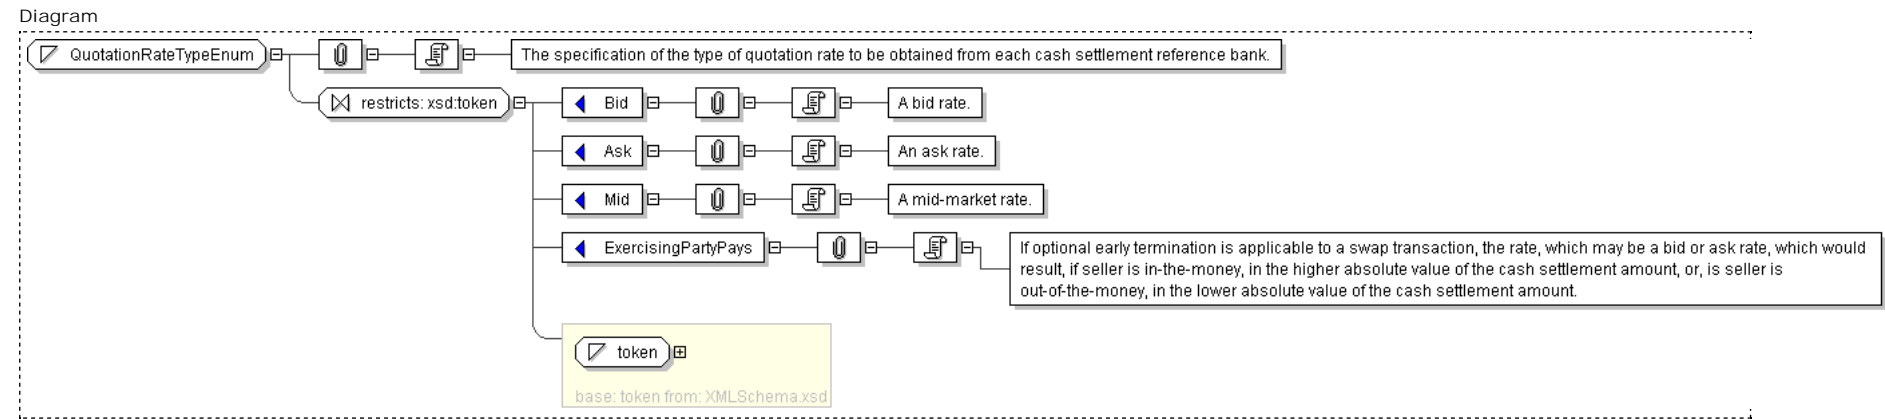 Diagram
QuotationRateTypeEnum
The specification of the type of quotation rate to be obtained from each cash settlement reference bank.
restricts: xsd:token
Bid
A bid rate.
Ask
An ask rate.
Mid
A mid-market rate.
ExercisingPartyPays
If optional early termination is applicable to a swap transaction, the rate, which may be a bid or ask rate, which would
result, if seller is in-the-money, in the higher absolute value of the cash settlement amount, or, is seller is
out-of-the-money, in the lower absolute value of the cash settlement amount.
token
base: token from: XMLSchema.xsd